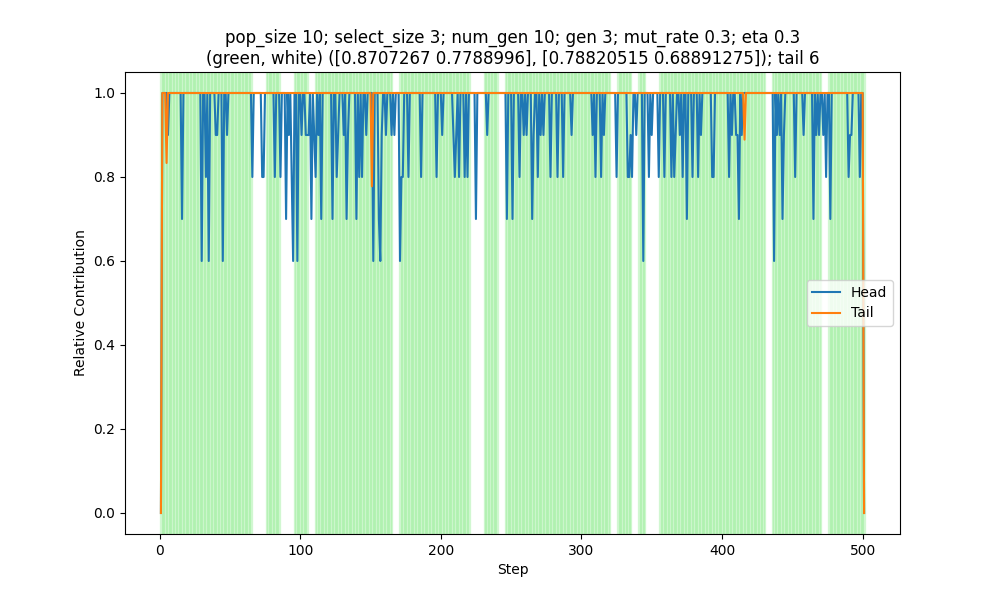 pop_size 10; select_size 3; num_gen 10; gen 3; mut_rate 0.3; eta 0.3
(green, white) ([0.8707267 0.7788996], [0.78820515 0.68891275]); tail 6
1.0
0.8
0.6
0.4
0.2
0.0
Relative Contribution
Head
Tail
0
100
200
300
400
500
Step